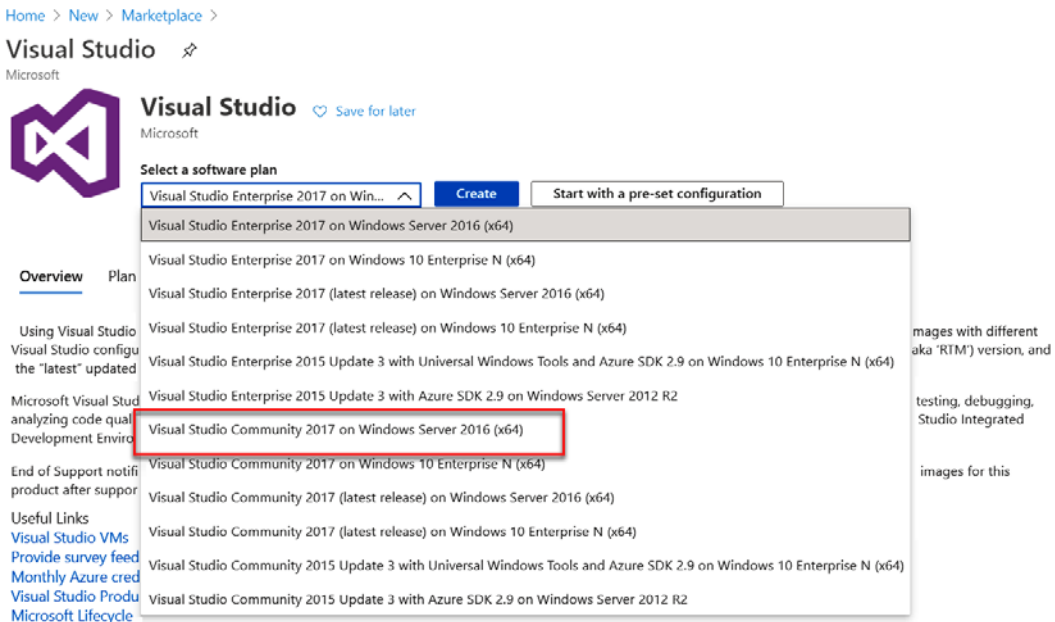 Home > New > Marketplace >
Visual Studio
Microsoft
Visual Studio Save for later
Microsoft
Select a software plan
Visual Studio Enterprise 2017 on Win... Create Start with a pre-set configuration
Visual Studio Enterprise 2017 on Windows Server 2016 (x64)
Visual Studio Enterprise 2017 on Windows 10 Enterprise N (x64)
Overview Plan
Visual Studio Enterprise 2017 (latest release) on Windows Server 2016 (x64)
Visual Studio Enterprise 2017 (latest release) on Windows 10 Enterprise N (x64)
Using Visual Studio mages with different
Visual Studio configu aka 'RTM') version, and
the "latest" updated
Visual Studio Enterprise 2015 Update 3 with Universal Windows Tools and Azure SDK 2.9 on Windows 10 Enterprise N (x64)
Visual Studio Enterprise 2015 Update 3 with Azure SDK 2.9 on Windows Server 2012 R2
Microsoft Visual Stud testing, debugging,
analyzing code qual Studio Integrated
Development Enviro
Visual Studio Community 2017 on Windows Server 2016 (x64)
Visual Studio Community 2017 on Windows 10 Enterprise N (x64)
End of Support notifi images for this
product after suppor
Visual Studio Community 2017 (latest release) on Windows Server 2016 (x64)
Useful Links
Visual Studio Community 2017 (latest release) on Windows 10 Enterprise N (x64)
Visual Studio VMs
Provide survey feed
Visual Studio Community 2015 Update 3 with Universal Windows Tools and Azure SDK 2.9 on Windows 10 Enterprise N (x64)
Monthly Azure cred
Visual Studio Produ
Visual Studio Community 2015 Update 3 with Azure SDK 2.9 on Windows Server 2012 R2
Microsoft Lifecycle